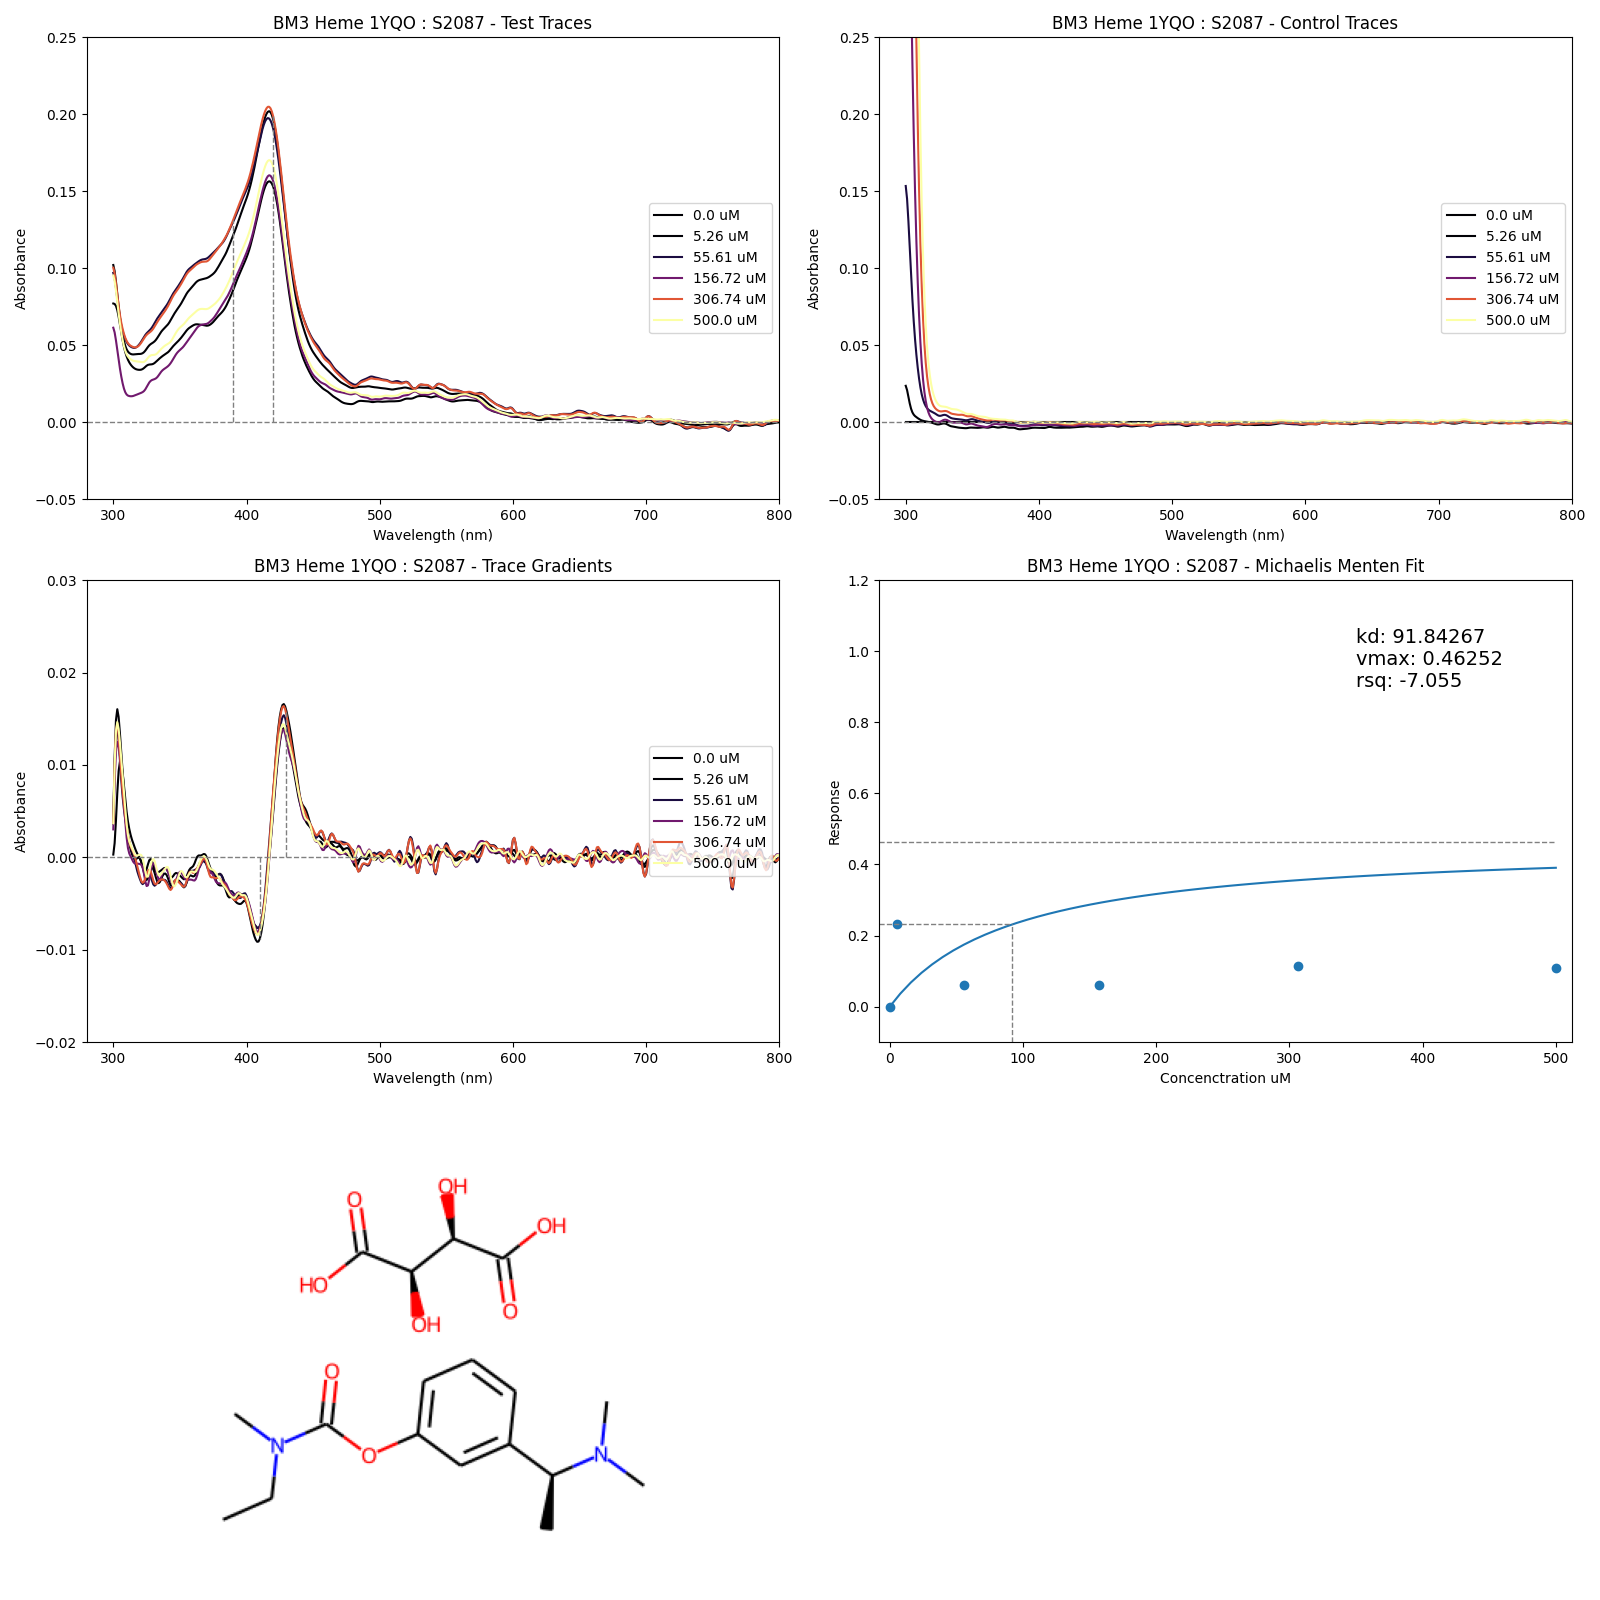 BM3 Heme 1YQO : S2087 - Test Traces
Absorbance
0.25
0.20
0.15
0.10
0.05
0.00
−0.05
0.0 uM
5.26 uM
55.61 uM
156.72 uM
306.74 uM
500.0 uM
300 400 500 600 700 800
Wavelength (nm)
BM3 Heme 1YQO : S2087 - Control Traces
Absorbance
0.25
0.20
0.15
0.10
0.05
0.00
−0.05
0.0 uM
5.26 uM
55.61 uM
156.72 uM
306.74 uM
500.0 uM
300 400 500 600 700 800
Wavelength (nm)
BM3 Heme 1YQO : S2087 - Trace Gradients
Absorbance
0.03
0.02
0.01
0.00
−0.01
−0.02
0.0 uM
5.26 uM
55.61 uM
156.72 uM
306.74 uM
500.0 uM
300 400 500 600 700 800
Wavelength (nm)
BM3 Heme 1YQO : S2087 - Michaelis Menten Fit
Response
1.2
1.0
0.8
0.6
0.4
0.2
0.0
kd: 91.84267
vmax: 0.46252
rsq: -7.055
0 100 200 300 400 500
Concenctration uM
OH
O
OH
HO
O
OH
O
N
O
N